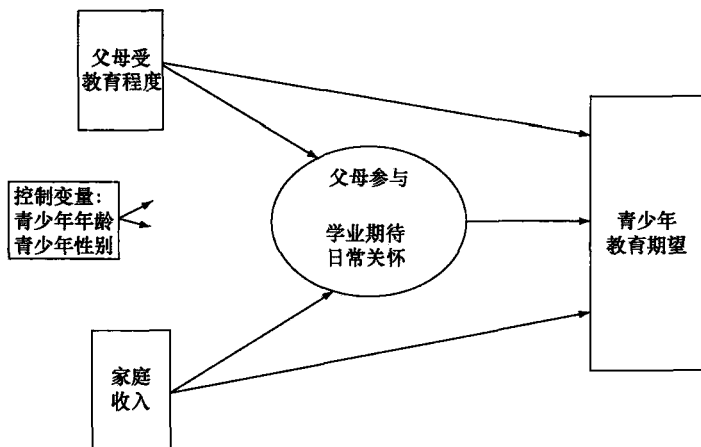 父母受
教育程度
控制变量：
青少年年龄
青少年性别
父母参与
学业期待
日常关怀
青少年
教育期望
家庭
收入